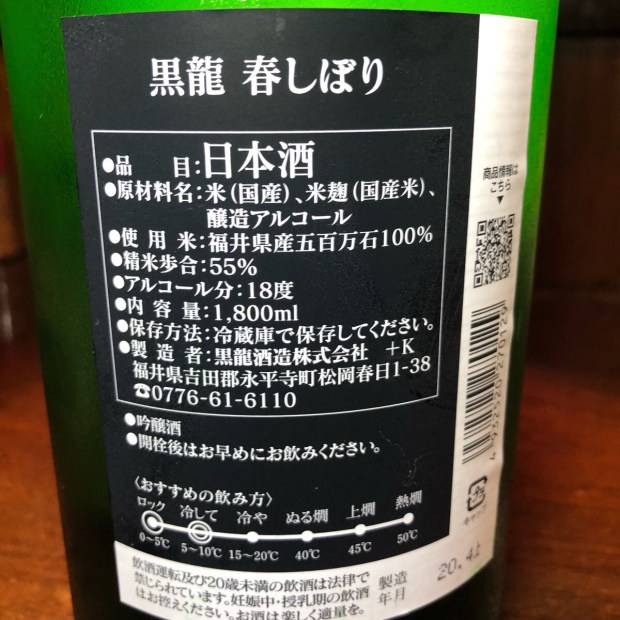 黒龍 春しぼり
●品 目:日本酒
●原材料名:米(国産)、米麹(国産米)、
醸造アルコール
●使用米:福井県産五百万石100%
●精米歩合:55%
●アルコール分:18度
●内容量:1,800ml
●保存方法:冷蔵庫で保存してください。
●製造者:黒龍酒造株式会社 +K
福井県吉田郡永平寺町松岡春日1-38
☎0776-61-6110
●吟醸酒
●開栓後はお早めにお飲みください。
〈おすすめの飲み方〉
ロック 冷して 冷や ぬる燗 上燗 熱燗
0~5℃ 5~10℃ 15~20℃ 40℃ 45℃ 50℃
飲酒運転及び20歳未満の飲酒は法律で
禁じられています。妊娠中・授乳期の飲酒
はお控えください。お酒は楽しく適量を。
製造
年月
20.4
商品情報は
こちら
▼
4 932520 270129
キャップ